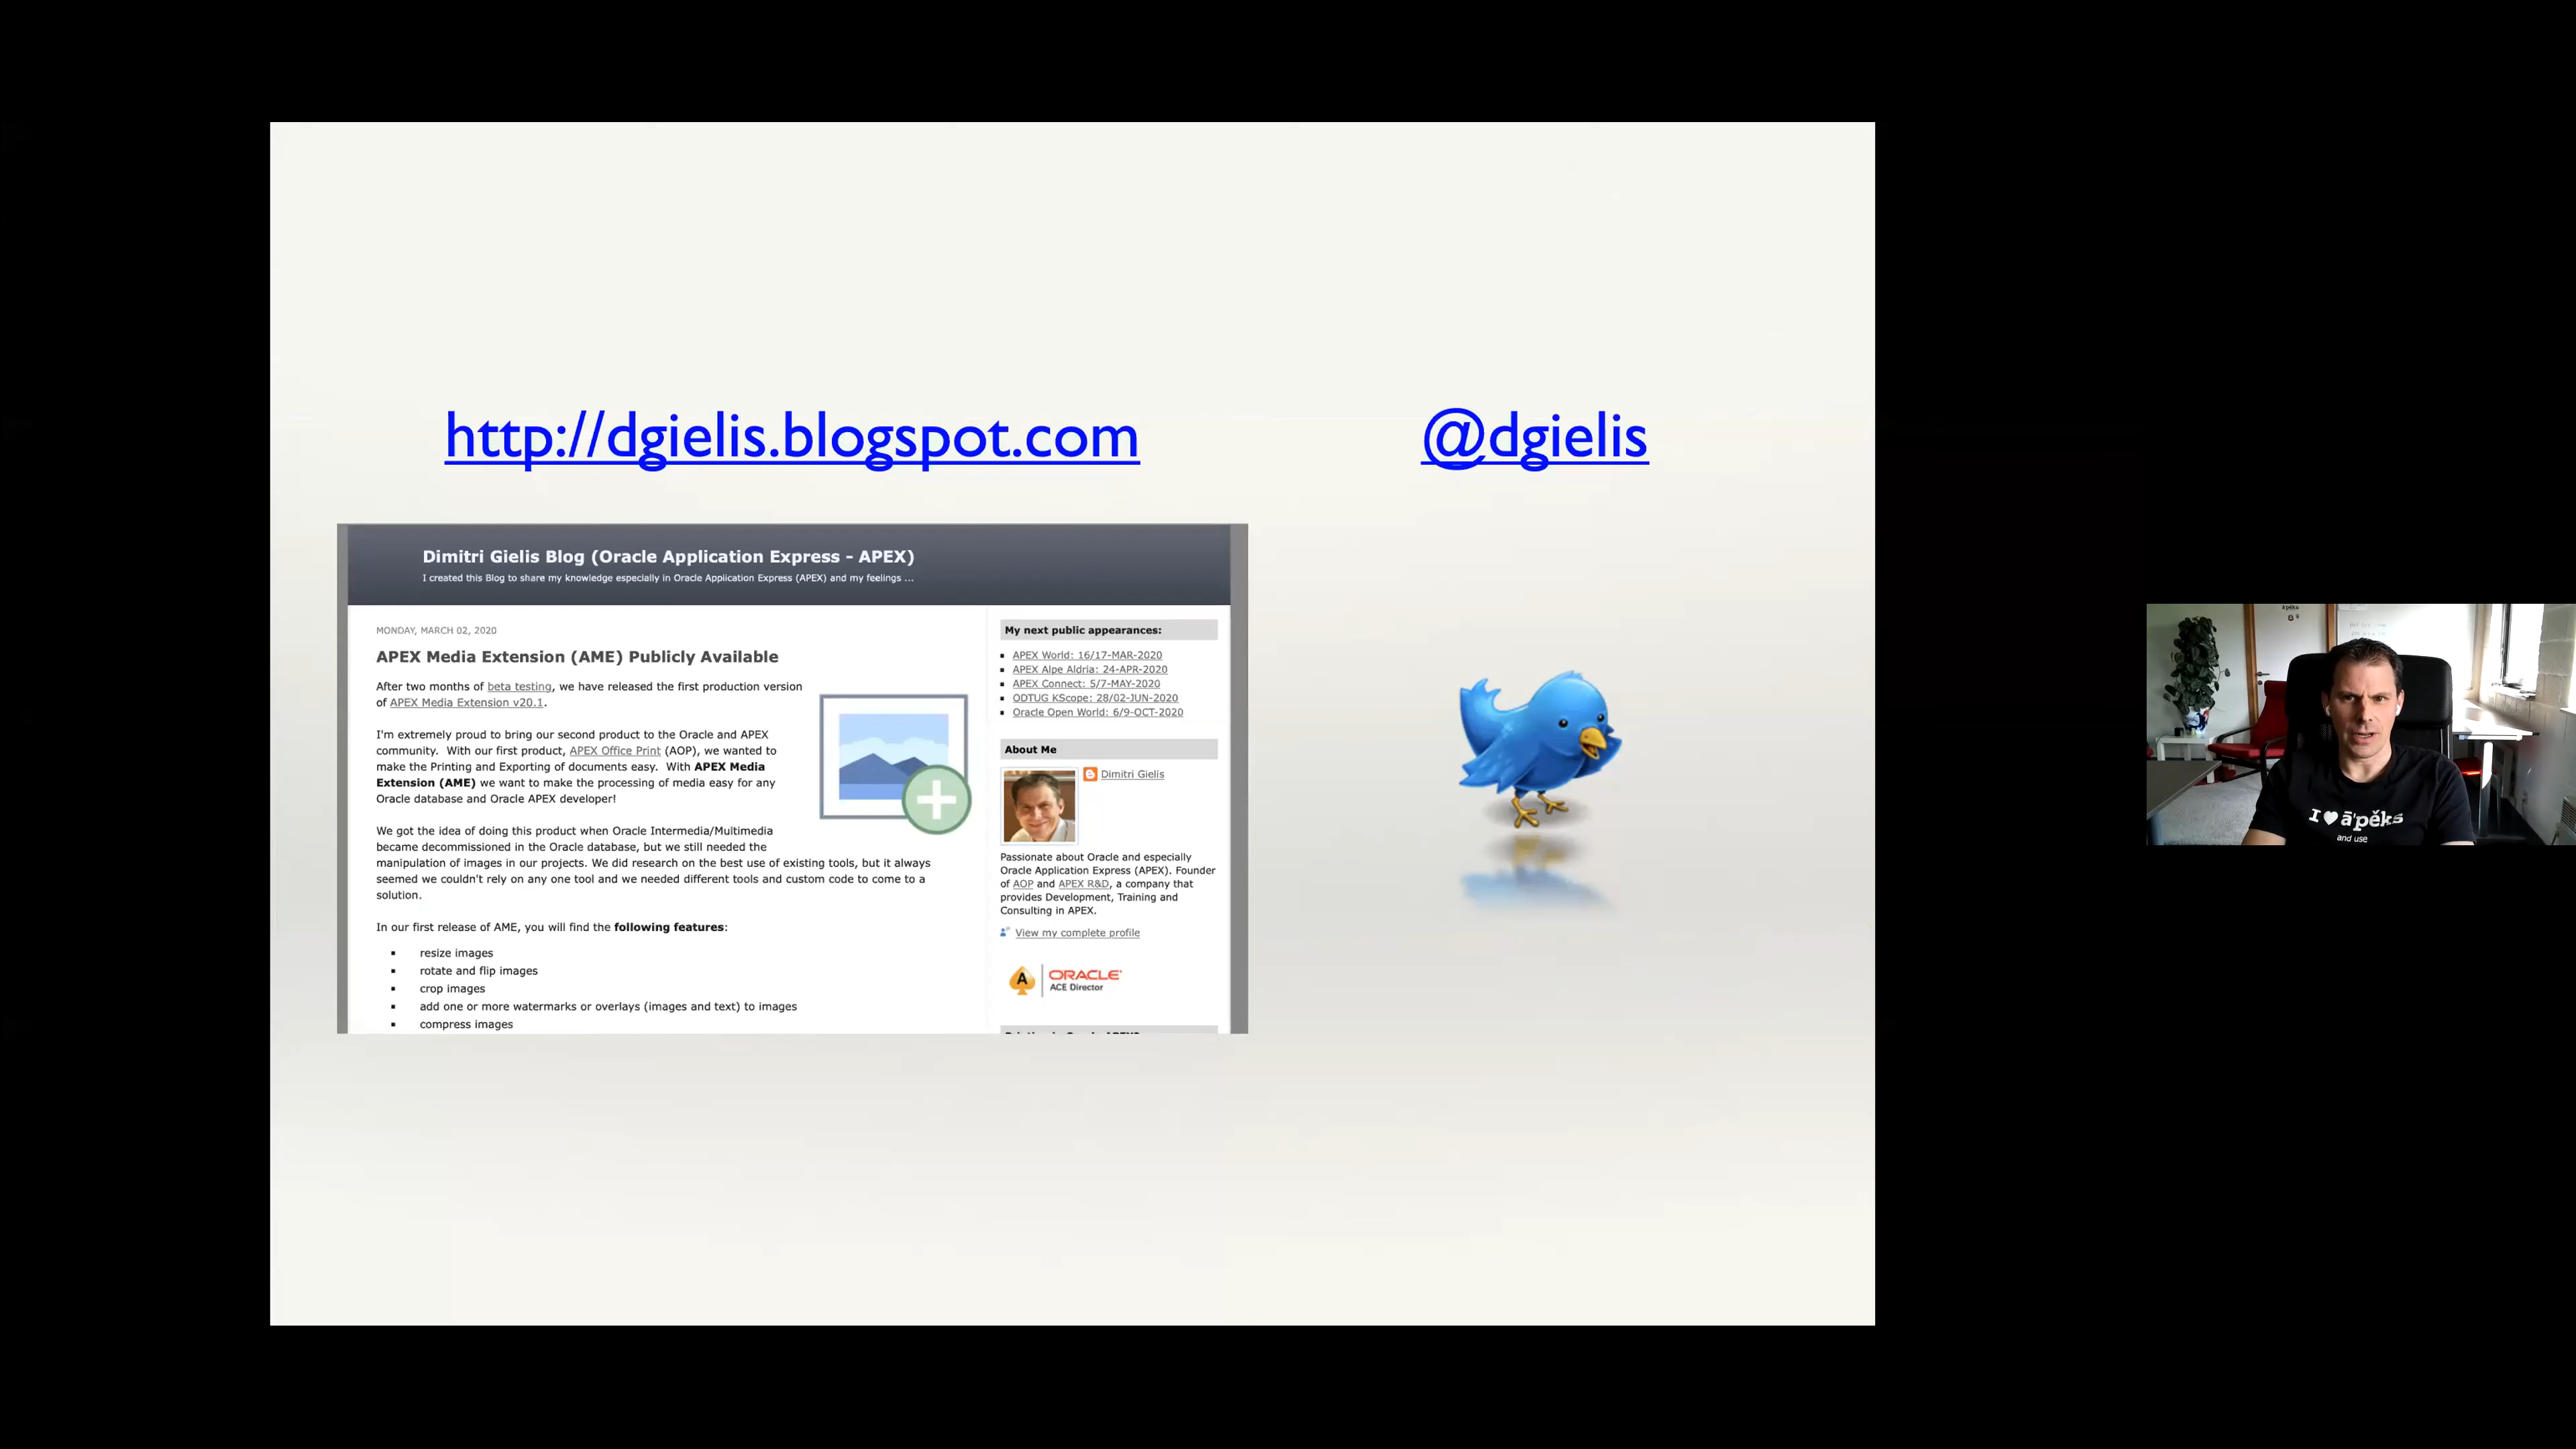 http://dgielis.blogspot.com
@dgielis
Dimitri Gielis Blog (Oracle Application Express - APEX)
I created this Blog to share my knowledge especially in Oracle Application Express (APEX) and my feelings ...
MONDAY, MARCH 02, 2020
APEX Media Extension (AME) Publicly Available
After two months of beta testing, we have released the first production version
of APEX Media Extension v20.1.
I'm extremely proud to bring our second product to the Oracle and APEX
community. With our first product, APEX Office Print (AOP), we wanted to
make the Printing and Exporting of documents easy. With APEX Media
Extension (AME) we want to make the processing of media easy for any
Oracle database and Oracle APEX developer!
We got the idea of doing this product when Oracle Intermedia/Multimedia
became decommissioned in the Oracle database, but we still needed the
manipulation of images in our projects. We did research on the best use of existing tools, but it always
seemed we couldn't rely on any one tool and we needed different tools and custom code to come to a
solution.
In our first release of AME, you will find the following features:
resize images
rotate and flip images
crop images
add one or more watermarks or overlays (images and text) to images
compress images
My next public appearances:
APEX World: 16/17-MAR-2020
APEX Alpe Aldria: 24-APR-2020
APEX Connect: 5/7-MAY-2020
ODTUG KScope: 28/02-JUN-2020
Oracle Open World: 6/9-OCT-2020
About Me
Dimitri Gielis
Passionate about Oracle and especially
Oracle Application Express (APEX). Founder
of AOP and APEX R&D, a company that
provides Development, Training and
Consulting in APEX.
View my complete profile
A
ORACLE
ACE Director
I ♥ ā'pěks
and use